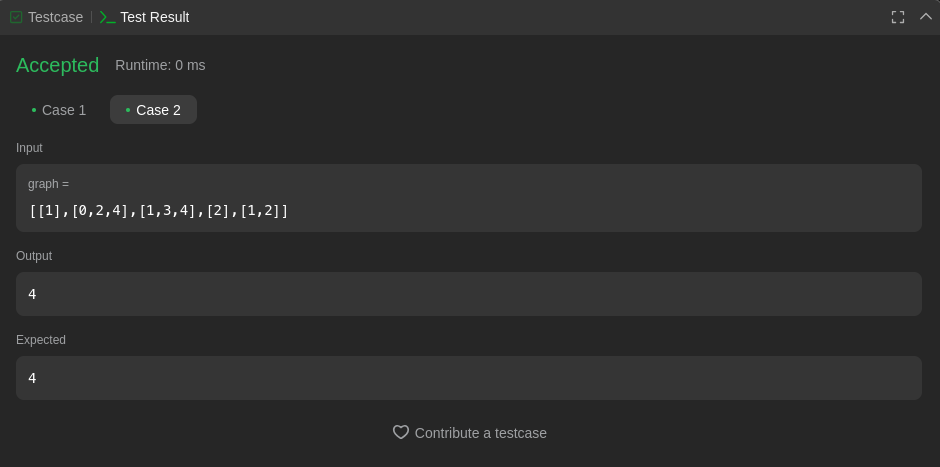 Testcase | Test Result
Accepted Runtime: 0 ms
Case 1 Case 2
Input
graph =
[[1],[0,2,4],[1,3,4],[2],[1,2]]
Output
4
Expected
4
Contribute a testcase